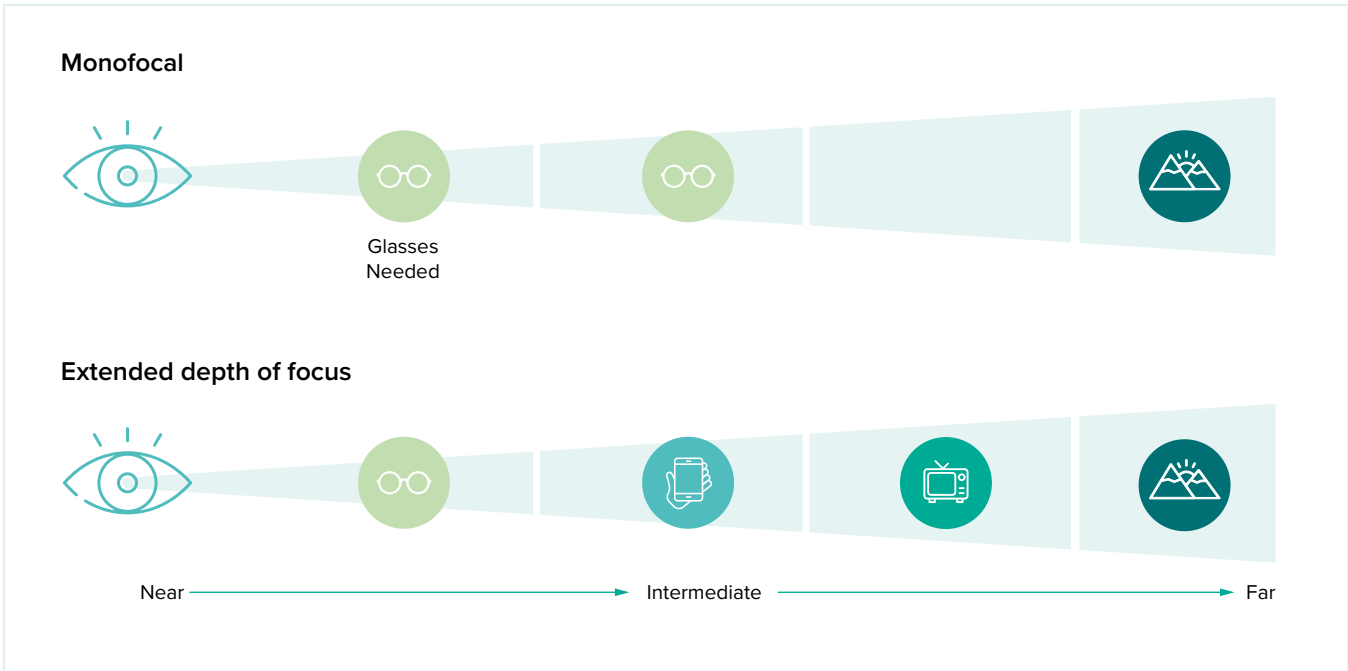 Monofocal
Glasses
Needed
Extended depth of focus
Near
Intermediate
Far